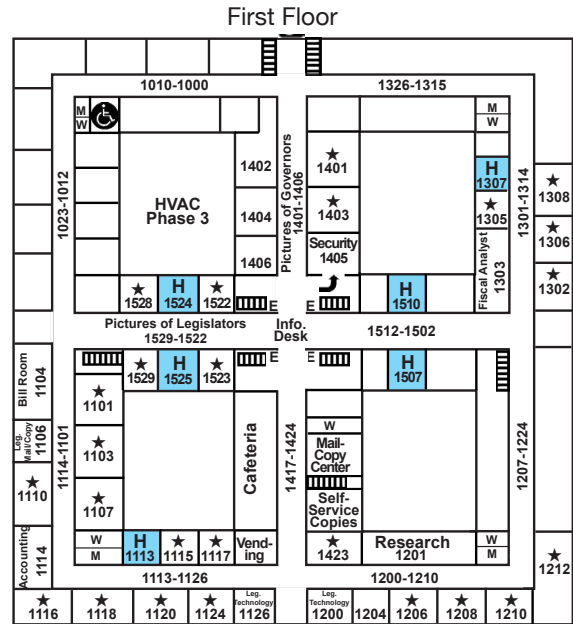 First Floor
1010-1000
1326-1315
M
W
M
W
1402
HVAC
Phase 3
1404
1406
Pictures of Governors
1401-1406
★
1401
★
1403
Security
1405
H
1307
★
1305
Fiscal Analyst
1303
1023-1012
1301-1314
★
1308
★
1306
★
1302
★
1528
H
1524
★
1522
E
E
H
1510
Pictures of Legislators
1529-1522
Info.
Desk
1512-1502
★
1529
H
1525
★
1523
E
E
H
1507
Bill Room
1104
Leg.
Mail/Copy
1106
★
1110
Accounting
1114
1114-1101
★
1101
★
1103
★
1107
W
M
H
1113
★
1115
★
1117
Cafeteria
Vend-
ing
1417-1424
W
Mail-
Copy
Center
Self-
Service
Copies
★
1423
Research
1201
W
M
1207-1224
★
1212
1113-1126
1200-1210
★
1116
★
1118
★
1120
★
1124
Leg.
Technology
1126
Leg.
Technology
1200
1204
★
1206
★
1208
★
1210